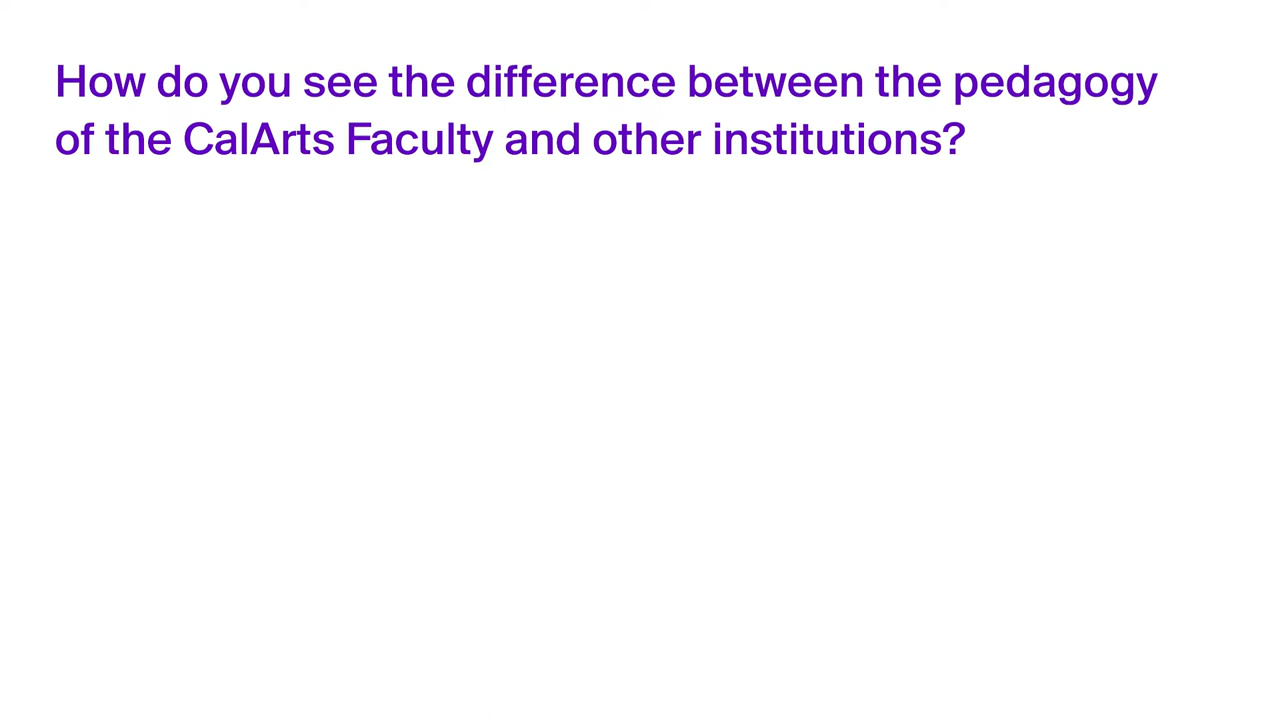 How do you see the difference between the pedagogy
of the CalArts Faculty and other institutions?